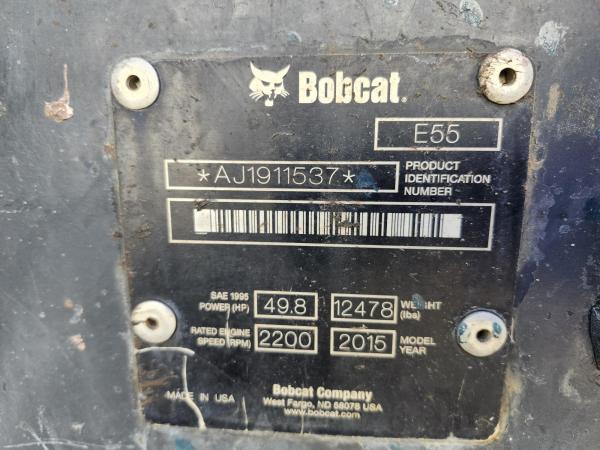 Bobcat.
E55
*AJ1911537*
PRODUCT
IDENTIFICATION
NUMBER
SAE 1995
POWER (HP)
49.8
12478
WEIGHT
(lbs)
RATED ENGINE
SPEED (RPM)
2200
2015
MODEL
YEAR
MADE IN USA
Bobcat Company
West Fargo, ND 58078 USA
www.bobcat.com